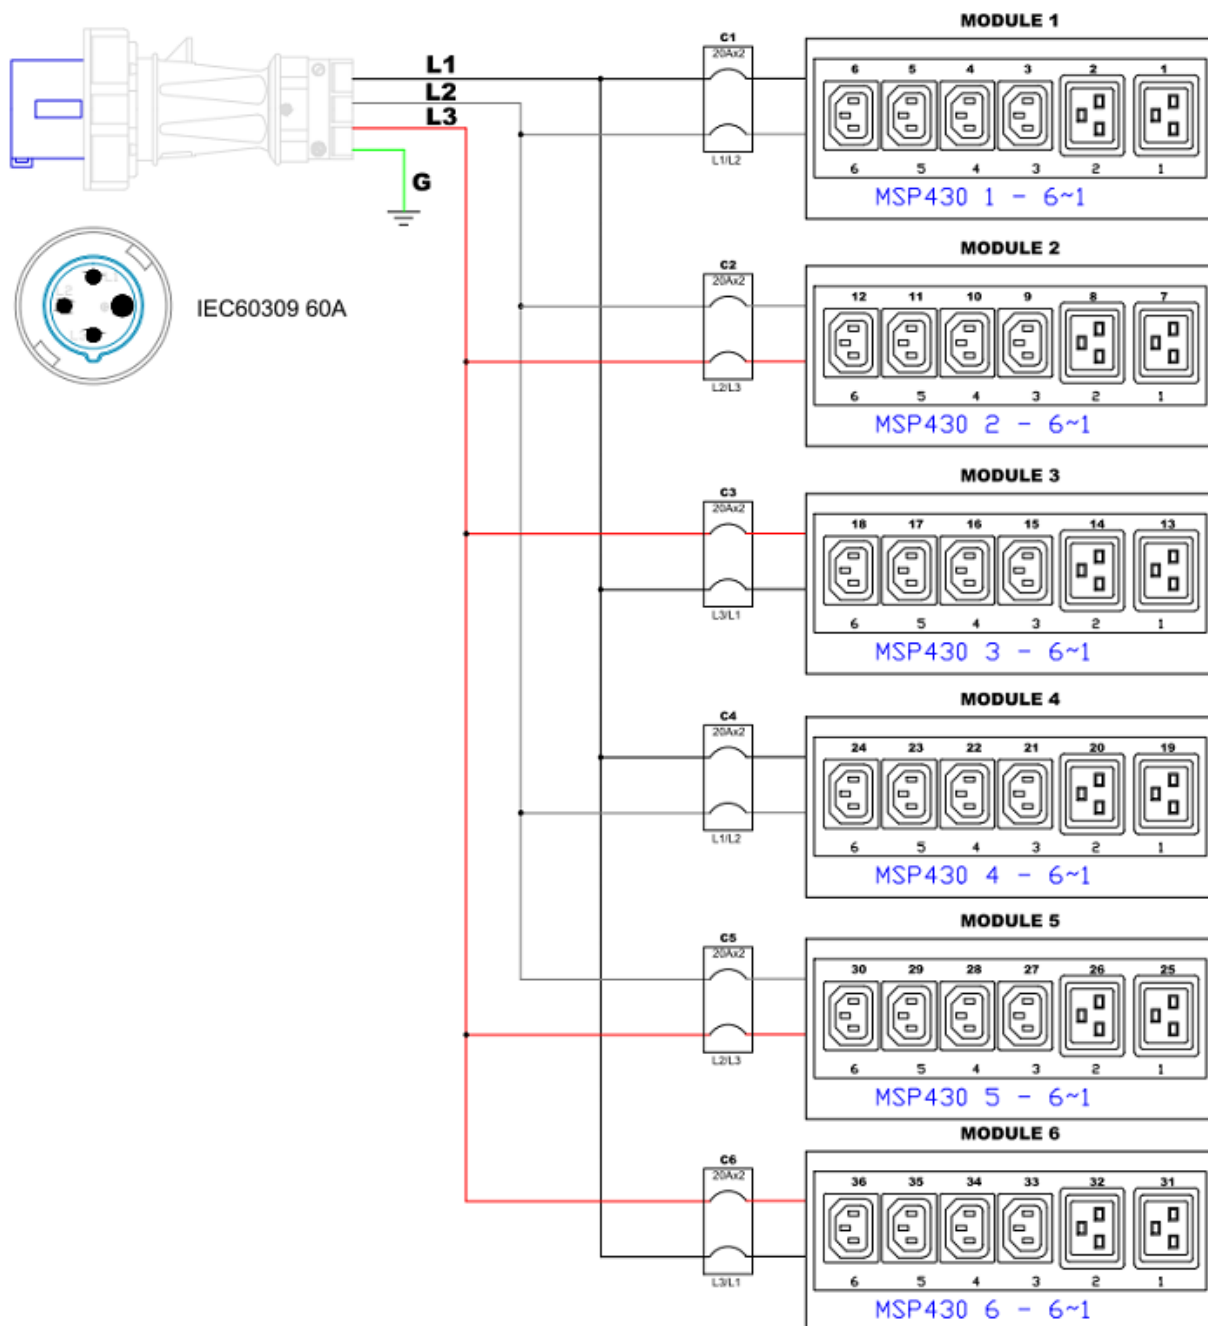 MODULE 1
C1
20Ax2
L1
L2
L3
G
L1/L2
6 5 4 3 2 1
6 5 4 3 2 1
MSP430 1 - 6~1
IEC60309 60A
MODULE 2
C2
20Ax2
L2/L3
12 11 10 9 8 7
6 5 4 3 2 1
MSP430 2 - 6~1
MODULE 3
C3
20Ax2
L3/L1
18 17 16 15 14 13
6 5 4 3 2 1
MSP430 3 - 6~1
MODULE 4
C4
20Ax2
L1/L2
24 23 22 21 20 19
6 5 4 3 2 1
MSP430 4 - 6~1
MODULE 5
C5
20Ax2
L2/L3
30 29 28 27 26 25
6 5 4 3 2 1
MSP430 5 - 6~1
MODULE 6
C6
20Ax2
L3/L1
36 35 34 33 32 31
6 5 4 3 2 1
MSP430 6 - 6~1